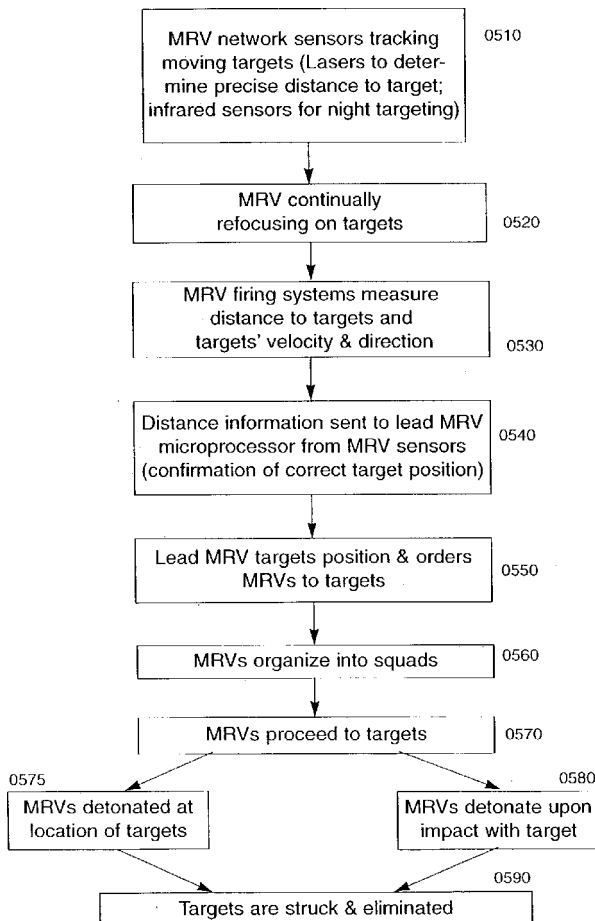 MRV network sensors tracking
moving targets (Lasers to deter-
mine precise distance to target;
infrared sensors for night targeting)
0510
MRV continually
refocusing on targets
0520
MRV firing systems measure
distance to targets and
targets' velocity & direction
0530
Distance information sent to lead MRV
microprocessor from MRV sensors
(confirmation of correct target position)
0540
Lead MRV targets position & orders
MRVs to targets
0550
MRVs organize into squads
0560
MRVs proceed to targets
0570
0575
MRVs detonated at
location of targets
0580
MRVs detonate upon
impact with target
0590
Targets are struck & eliminated